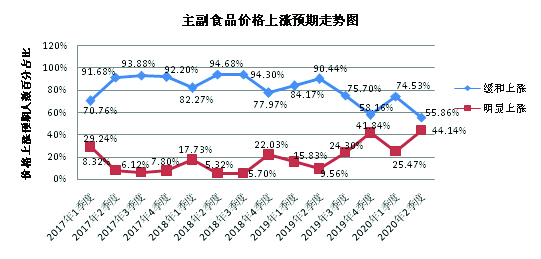 主副食品价格上涨预期走势图
价格上涨预期人数百分占比
120%
100%
80%
60%
40%
20%
0%
91.68%
93.88%
92.20%
94.68%
94.30%
90.44%
70.76%
82.27%
77.97%
84.17%
75.70%
58.16%
74.53%
55.86%
29.24%
8.32%
6.12%
7.80%
17.73%
5.32%
5.70%
22.03%
15.83%
9.56%
24.30%
41.84%
25.47%
44.14%
缓和上涨
明显上涨
2017年1季度
2017年2季度
2017年3季度
2017年4季度
2018年1季度
2018年2季度
2018年3季度
2018年4季度
2019年1季度
2019年2季度
2019年3季度
2019年4季度
2020年1季度
2020年2季度